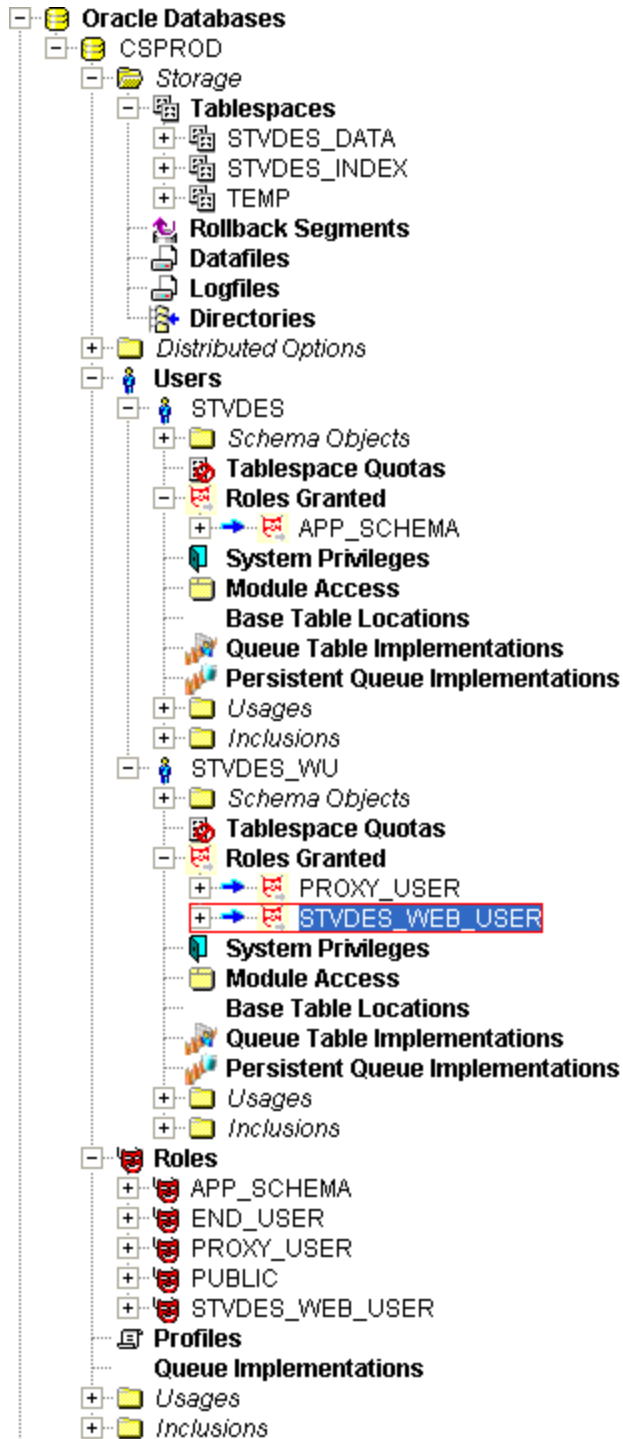 Oracle Databases
CSPROD
Storage
Tablespaces
STVDES_DATA
STVDES_INDEX
TEMP
Rollback Segments
Datafiles
Logfiles
Directories
Distributed Options
Users
STVDES
Schema Objects
Tablespace Quotas
Roles Granted
APP_SCHEMA
System Privileges
Module Access
Base Table Locations
Queue Table Implementations
Persistent Queue Implementations
Usages
Inclusions
STVDES_WU
Schema Objects
Tablespace Quotas
Roles Granted
PROXY_USER
STVDES_WEB_USER
System Privileges
Module Access
Base Table Locations
Queue Table Implementations
Persistent Queue Implementations
Usages
Inclusions
Roles
APP_SCHEMA
END_USER
PROXY_USER
PUBLIC
STVDES_WEB_USER
Profiles
Queue Implementations
Usages
Inclusions